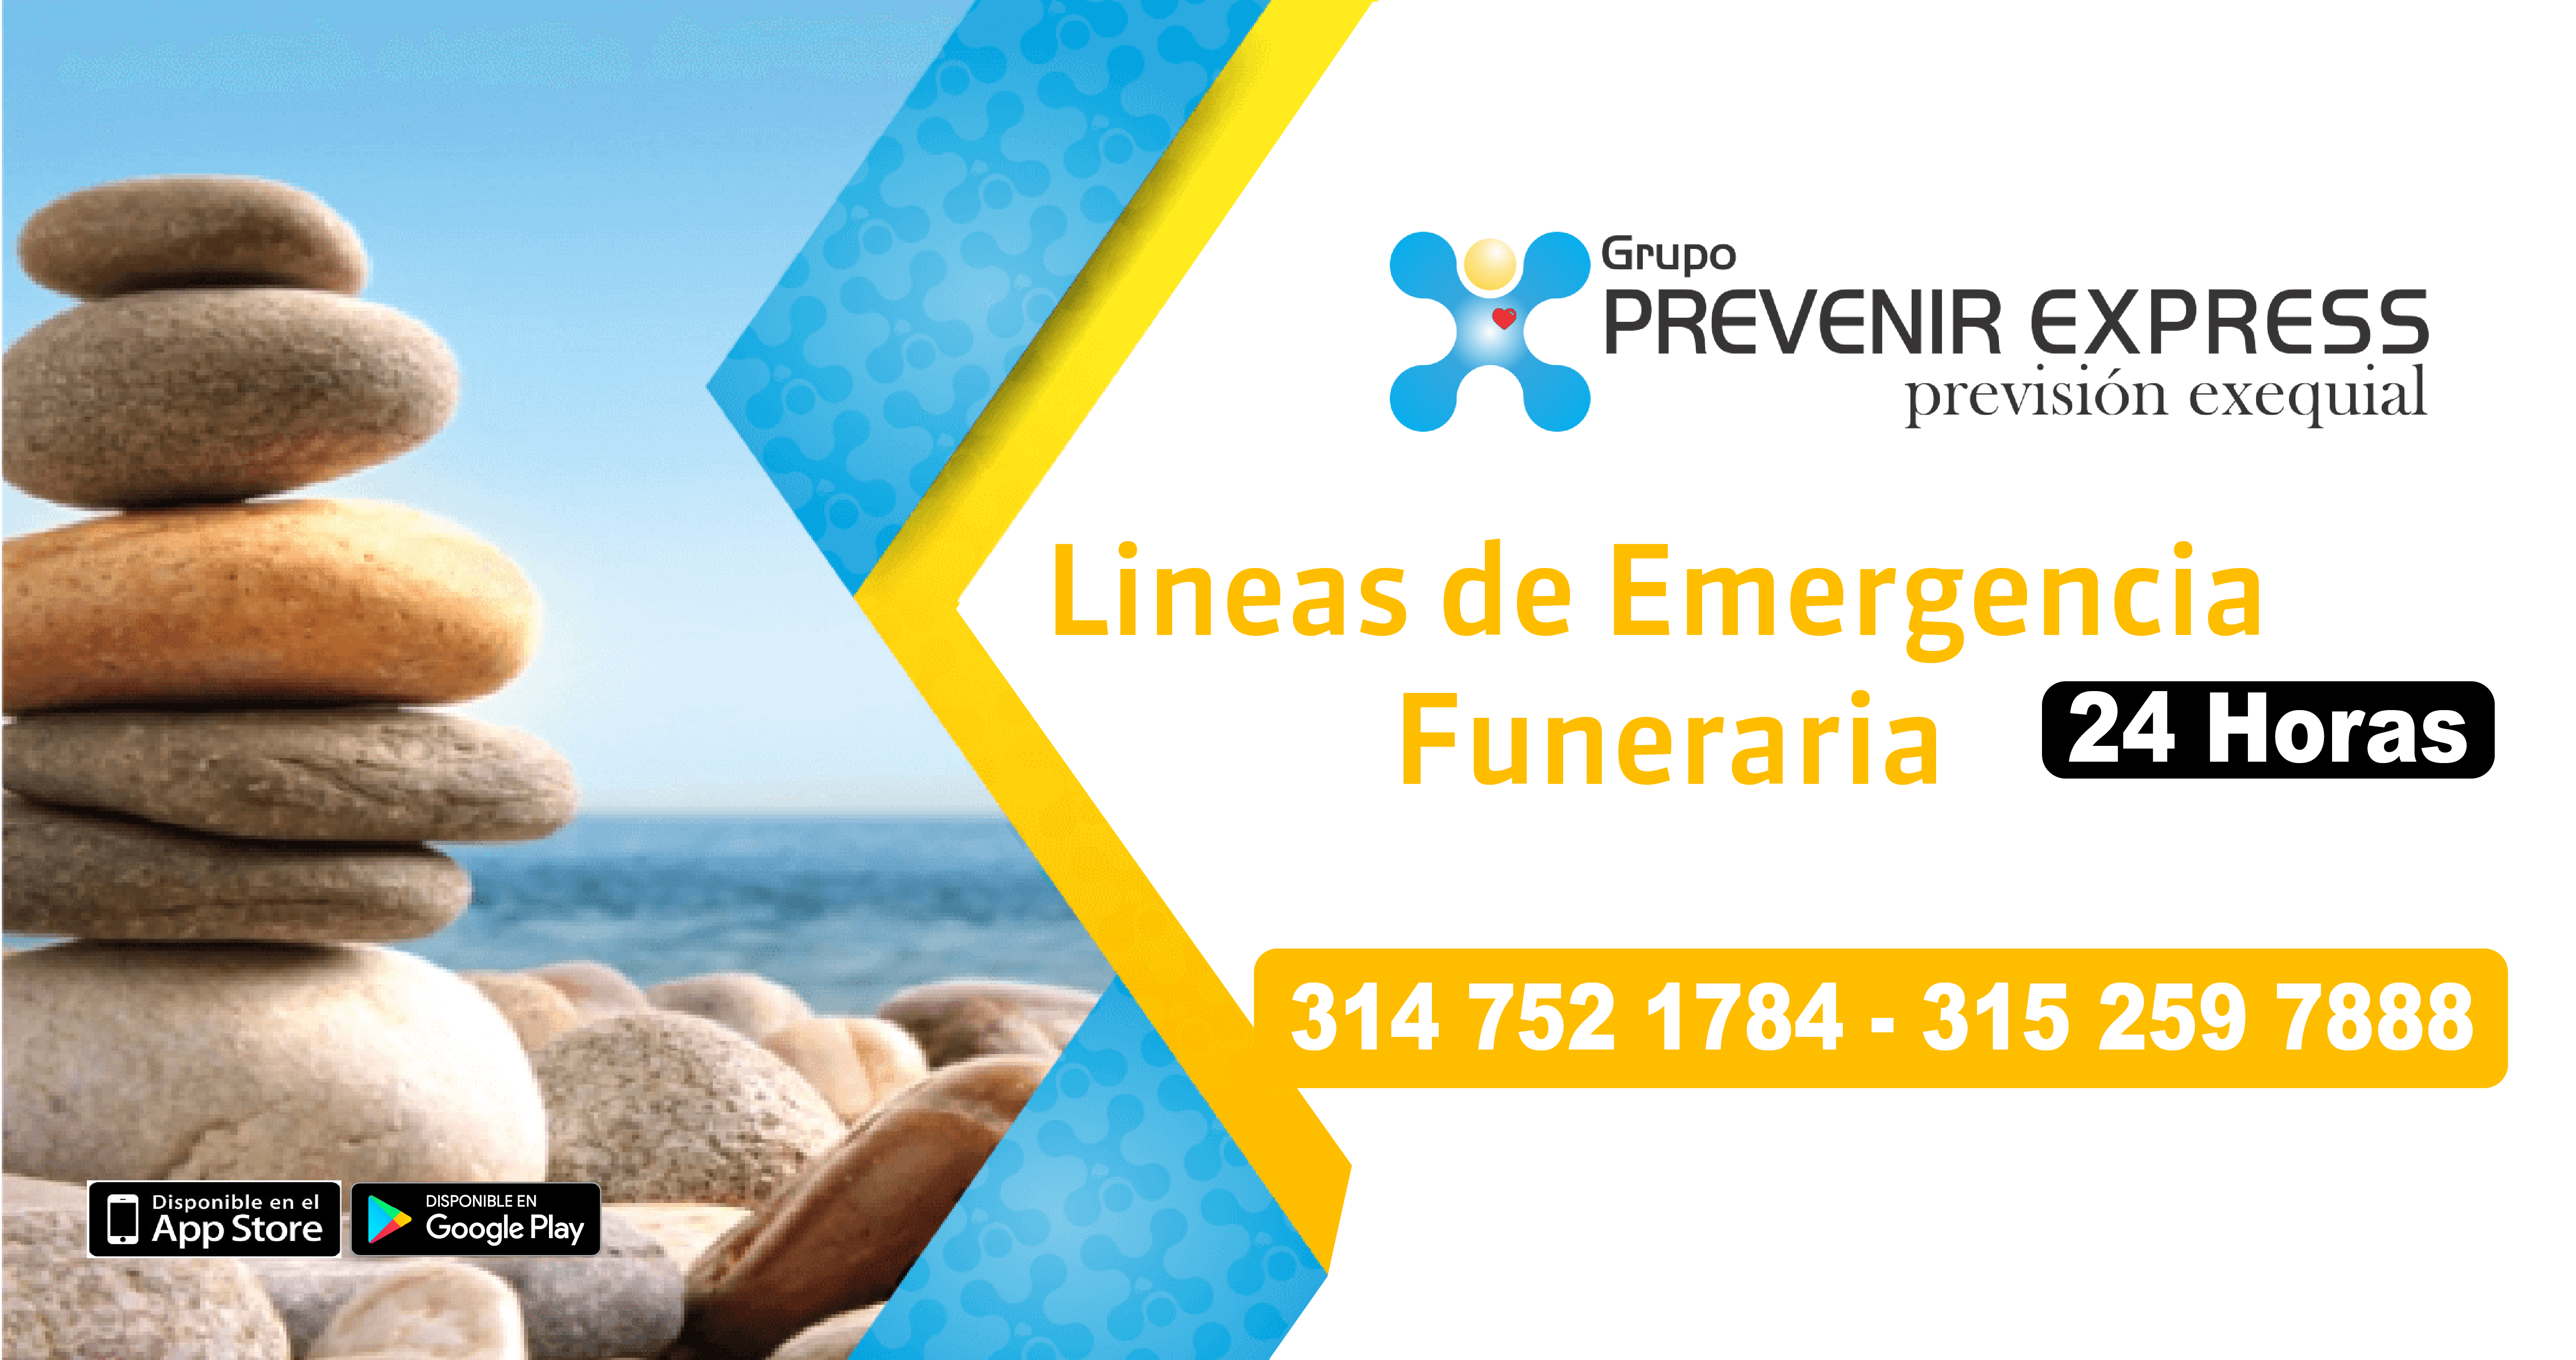 Grupo
PREVENIR EXPRESS
previsión exequial
Lineas de Emergencia
Funeraria 24 Horas
314 752 1784 - 315 259 7888
Disponible en el
App Store
DISPONIBLE EN
Google Play